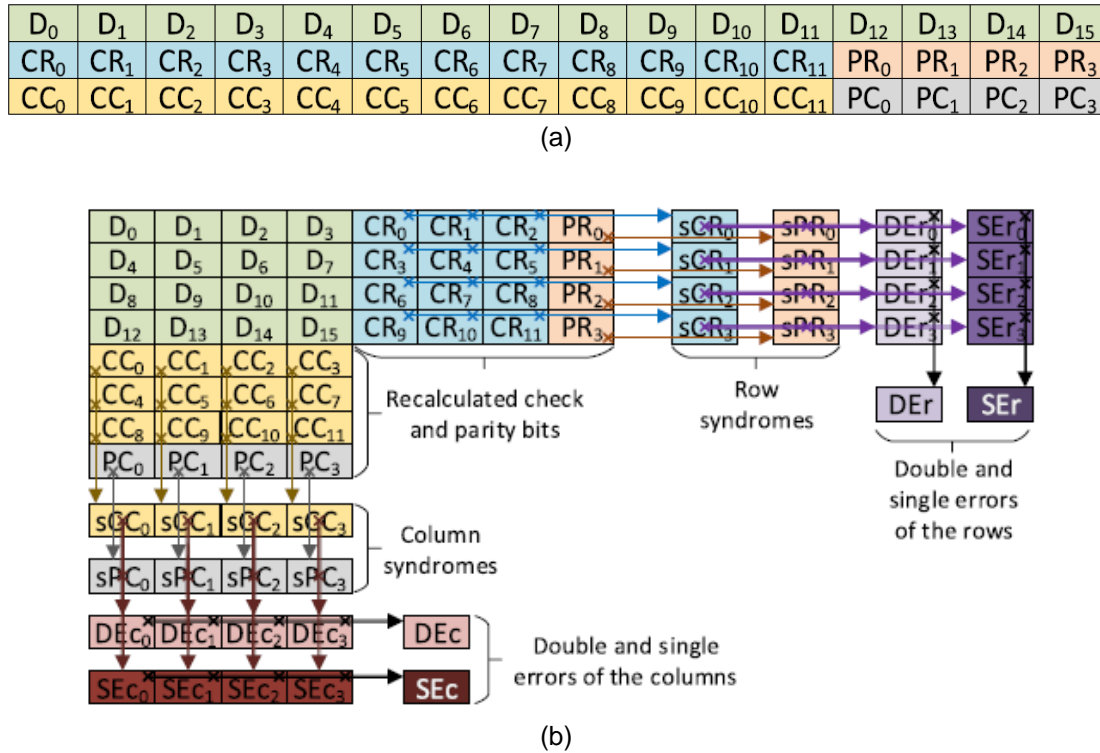 D0 D1 D2 D3 D4 D5 D6 D7 D8 D9 D10 D11 D12 D13 D14 D15
CR0 CR1 CR2 CR3 CR4 CR5 CR6 CR7 CR8 CR9 CR10 CR11 PR0 PR1 PR2 PR3
CC0 CC1 CC2 CC3 CC4 CC5 CC6 CC7 CC8 CC9 CC10 CC11 PC0 PC1 PC2 PC3
(a)
D0 D1 D2 D3 CR0 CR1 CR2 PR0 sCR0 sPR0 DEr0 SEr0
D4 D5 D6 D7 CR3 CR4 CR5 PR1 sCR1 sPR1 DEr1 SEr1
D8 D9 D10 D11 CR6 CR7 CR8 PR2 sCR2 sPR2 DEr2 SEr2
D12 D13 D14 D15 CR9 CR10 CR11 PR3 sCR3 sPR3 DEr3 SEr3
CC0 CC1 CC2 CC3
CC4 CC5 CC6 CC7
CC8 CC9 CC10 CC11
PC0 PC1 PC2 PC3
Recalculated check
and parity bits
Row
syndromes
DEr SEr
Double and
single errors
of the rows
sCC0 sCC1 sCC2 sCC3
sPC0 sPC1 sPC2 sPC3
Column
syndromes
DEc0 DEc1 DEc2 DEc3 DEc
SEc0 SEc1 SEc2 SEc3 SEc
Double and single
errors of the columns
(b)